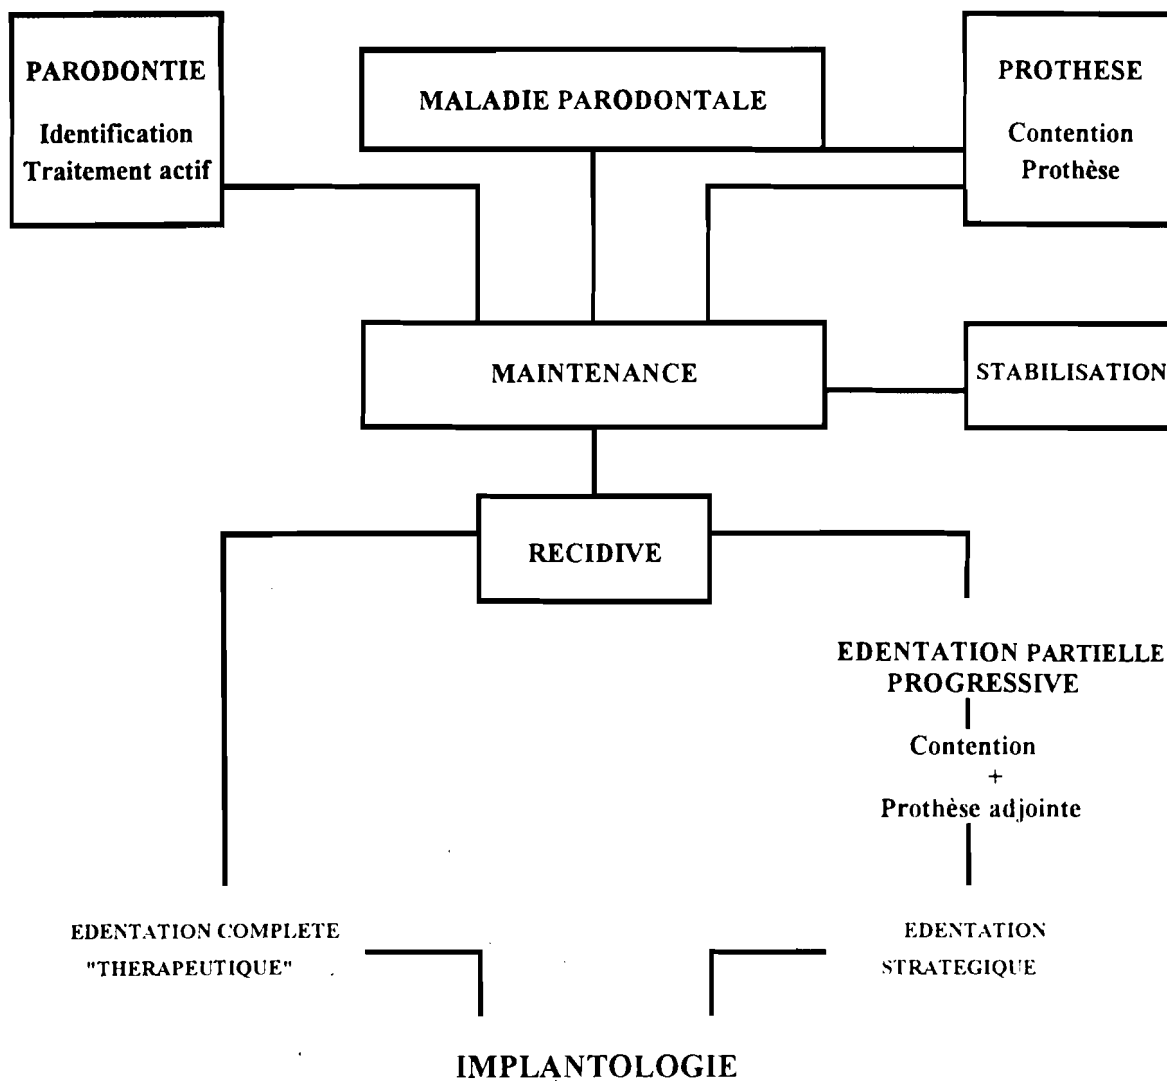 PARODONTIE
Identification
Traitement actif
MALADIE PARODONTALE
PROTHESE
Contention
Prothèse
MAINTENANCE
STABILISATION
RECIDIVE
EDENTATION PARTIELLE
PROGRESSIVE
Contention
+
Prothèse adjointe
EDENTATION COMPLETE
"THERAPEUTIQUE"
EDENTATION
STRATEGIQUE
IMPLANTOLOGIE